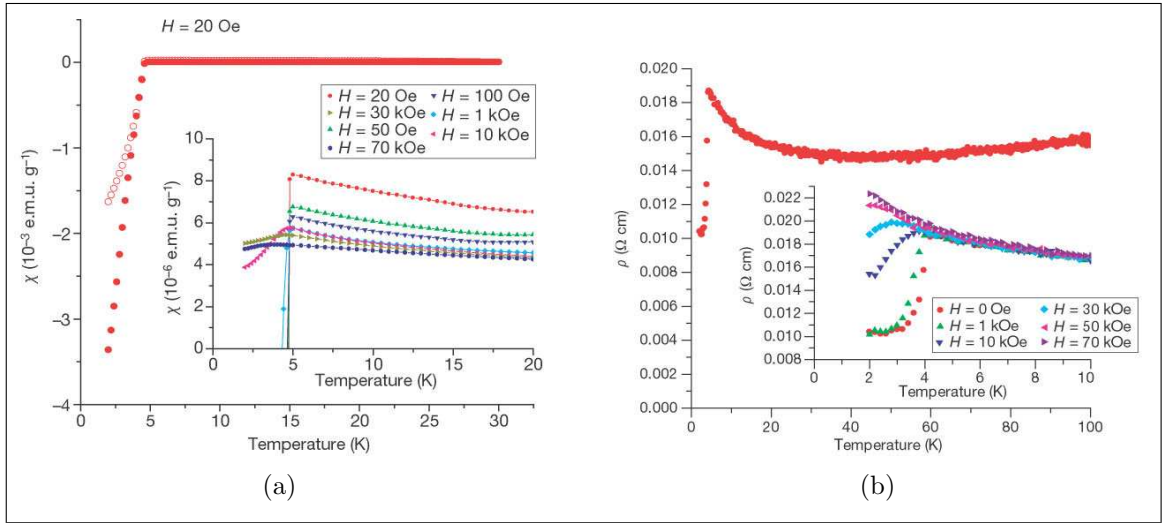 H = 20 Oe
χ (10⁻³ e.m.u. g⁻¹)
0
–1
–2
–3
–4
0 5 10 15 20 25 30
Temperature (K)
H = 20 Oe
H = 30 kOe
H = 50 Oe
H = 70 kOe
H = 100 Oe
H = 1 kOe
H = 10 kOe
χ (10⁻⁶ e.m.u. g⁻¹)
10
8
6
4
2
0
0 5 10 15 20
Temperature (K)
(a)
ρ (Ω cm)
0.020
0.018
0.016
0.014
0.012
0.010
0.008
0.006
0.004
0.002
0.000
0 20 40 60 80 100
Temperature (K)
ρ (Ω cm)
0.022
0.020
0.018
0.016
0.014
0.012
0.010
0.008
0 2 4 6 8 10
Temperature (K)
H = 0 Oe
H = 1 kOe
H = 10 kOe
H = 30 kOe
H = 50 kOe
H = 70 kOe
(b)